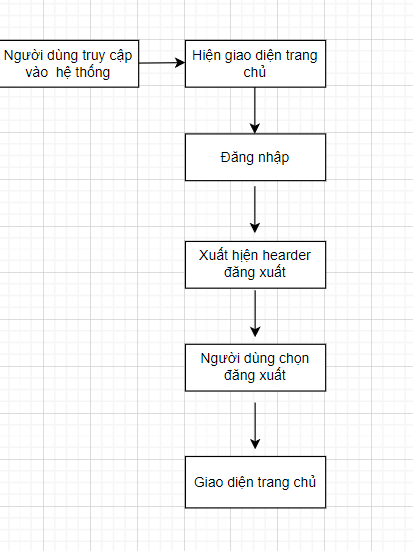 Người dùng truy cập
vào hệ thống
Hiện giao diện trang
chủ
Đăng nhập
Xuất hiện hearder
đăng xuất
Người dùng chọn
đăng xuất
Giao diện trang chủ